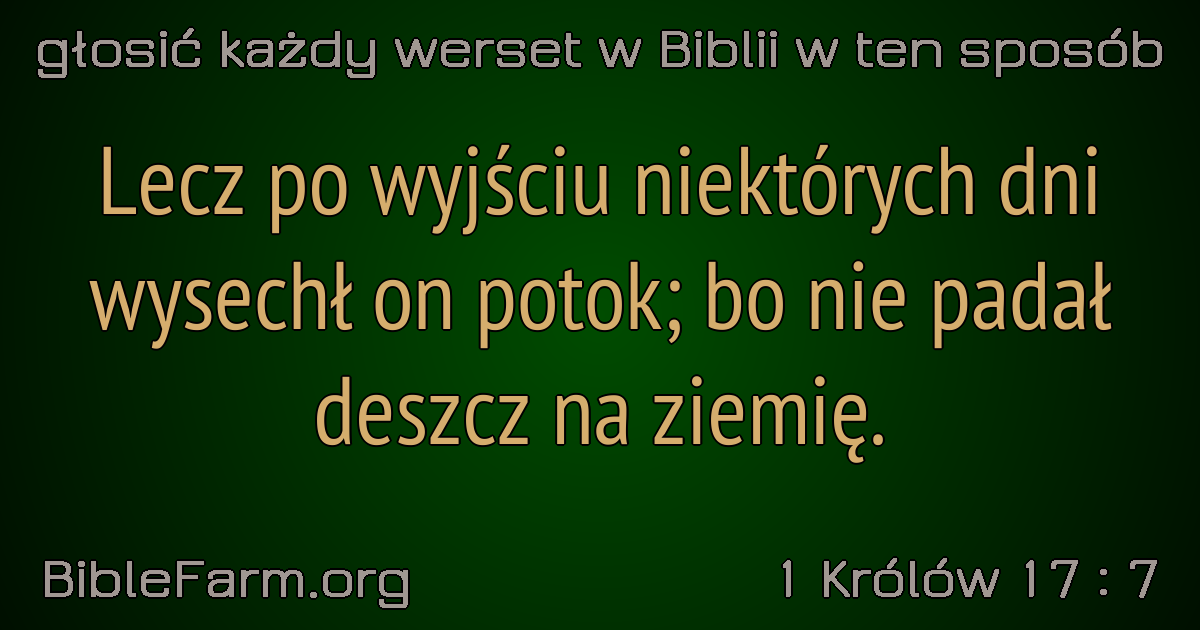 głosić każdy werset w Biblii w ten sposób
Lecz po wyjściu niektórych dni
wysechł on potok; bo nie padał
deszcz na ziemię.
BibleFarm.org
1 Królów 17 : 7